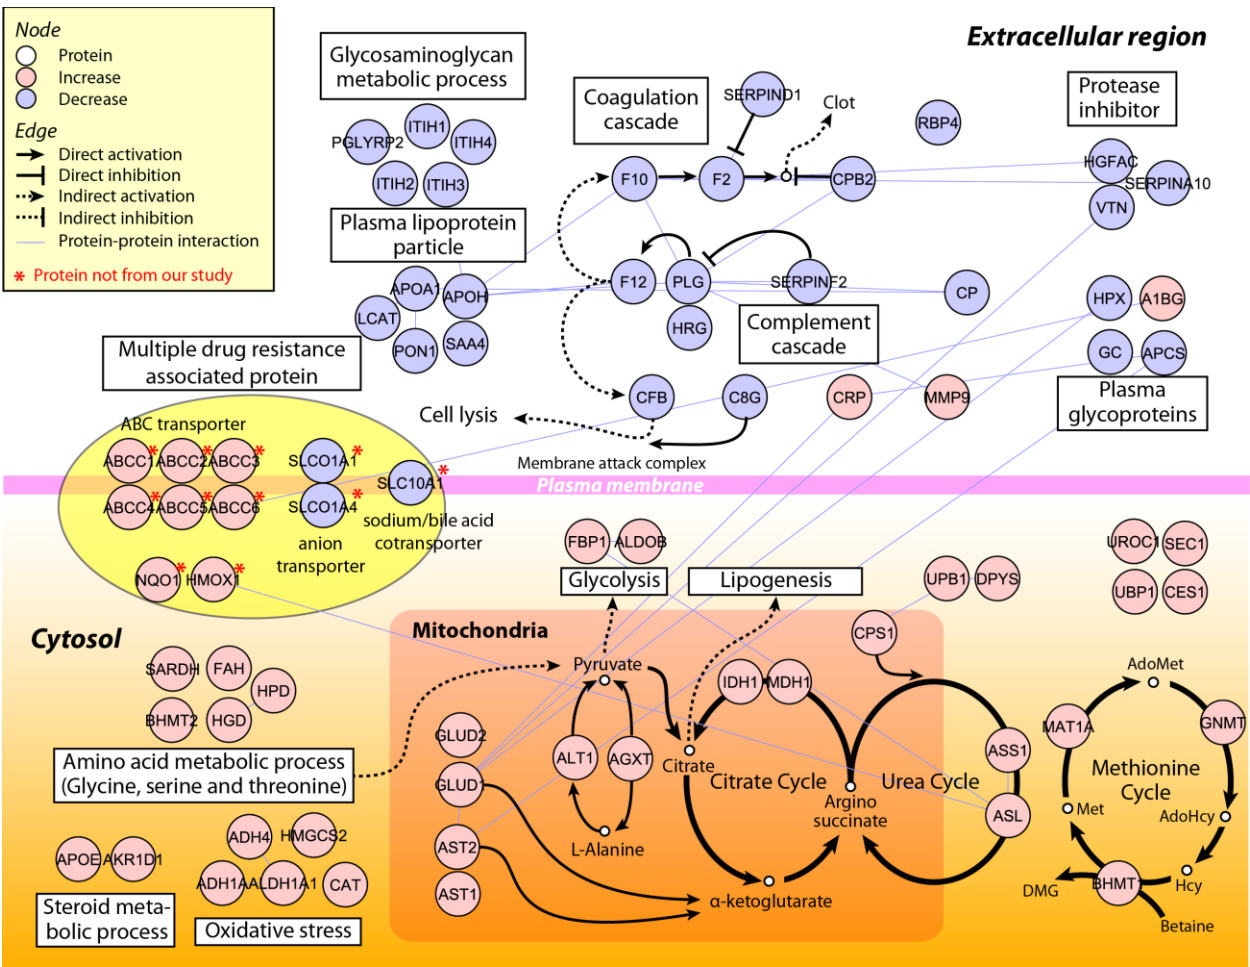 Node
Protein
Increase
Decrease
Edge
Direct activation
Direct inhibition
Indirect activation
Indirect inhibition
Protein-protein interaction
* Protein not from our study
Extracellular region
Glycosaminoglycan
metabolic process
PGLYRP2
ITIH1
ITIH4
ITIH2
ITIH3
Plasma lipoprotein
particle
APOA1
APOH
LCAT
PON1
SAA4
Coagulation
cascade
SERPIND1
Clot
RBP4
F10
F2
CPB2
F12
PLG
SERPINF2
HRG
CP
Complement
cascade
CFB
C8G
CRP
MMP9
Cell lysis
Membrane attack complex
Protease
inhibitor
HGFAC
SERPINA10
VTN
HPX
A1BG
GC
APCS
Plasma
glycoproteins
Multiple drug resistance
associated protein
ABC transporter
ABCC1*
ABCC2*
ABCC3*
SLCO1A1*
SLC10A1*
ABCC4*
ABCC5*
ABCC6*
SLCO1A4*
anion
transporter
sodium/bile acid
cotransporter
NQO1*
HMOX1*
Plasma membrane
Cytosol
FBP1
ALDOB
Glycolysis
Lipogenesis
UPB1
DPYS
UROC1
SEC1
UBP1
CES1
SARDH
FAH
HPD
BHMT2
HGD
Amino acid metabolic process
(Glycine, serine and threonine)
APOE
AKR1D1
Steroid meta-
bolic process
ADH4
HMGCS2
ADH1A
ALDH1A1
CAT
Oxidative stress
Mitochondria
Pyruvate
GLUD2
GLUD1
AST2
AST1
ALT1
AGXT
L-Alanine
Citrate
IDH1
MDH1
Citrate Cycle
α-ketoglutarate
CPS1
Urea Cycle
Argino
succinate
ASS1
ASL
AdoMet
MAT1A
GNMT
Methionine
Cycle
Met
AdoHcy
DMG
BHMT1
Hcy
Betaine